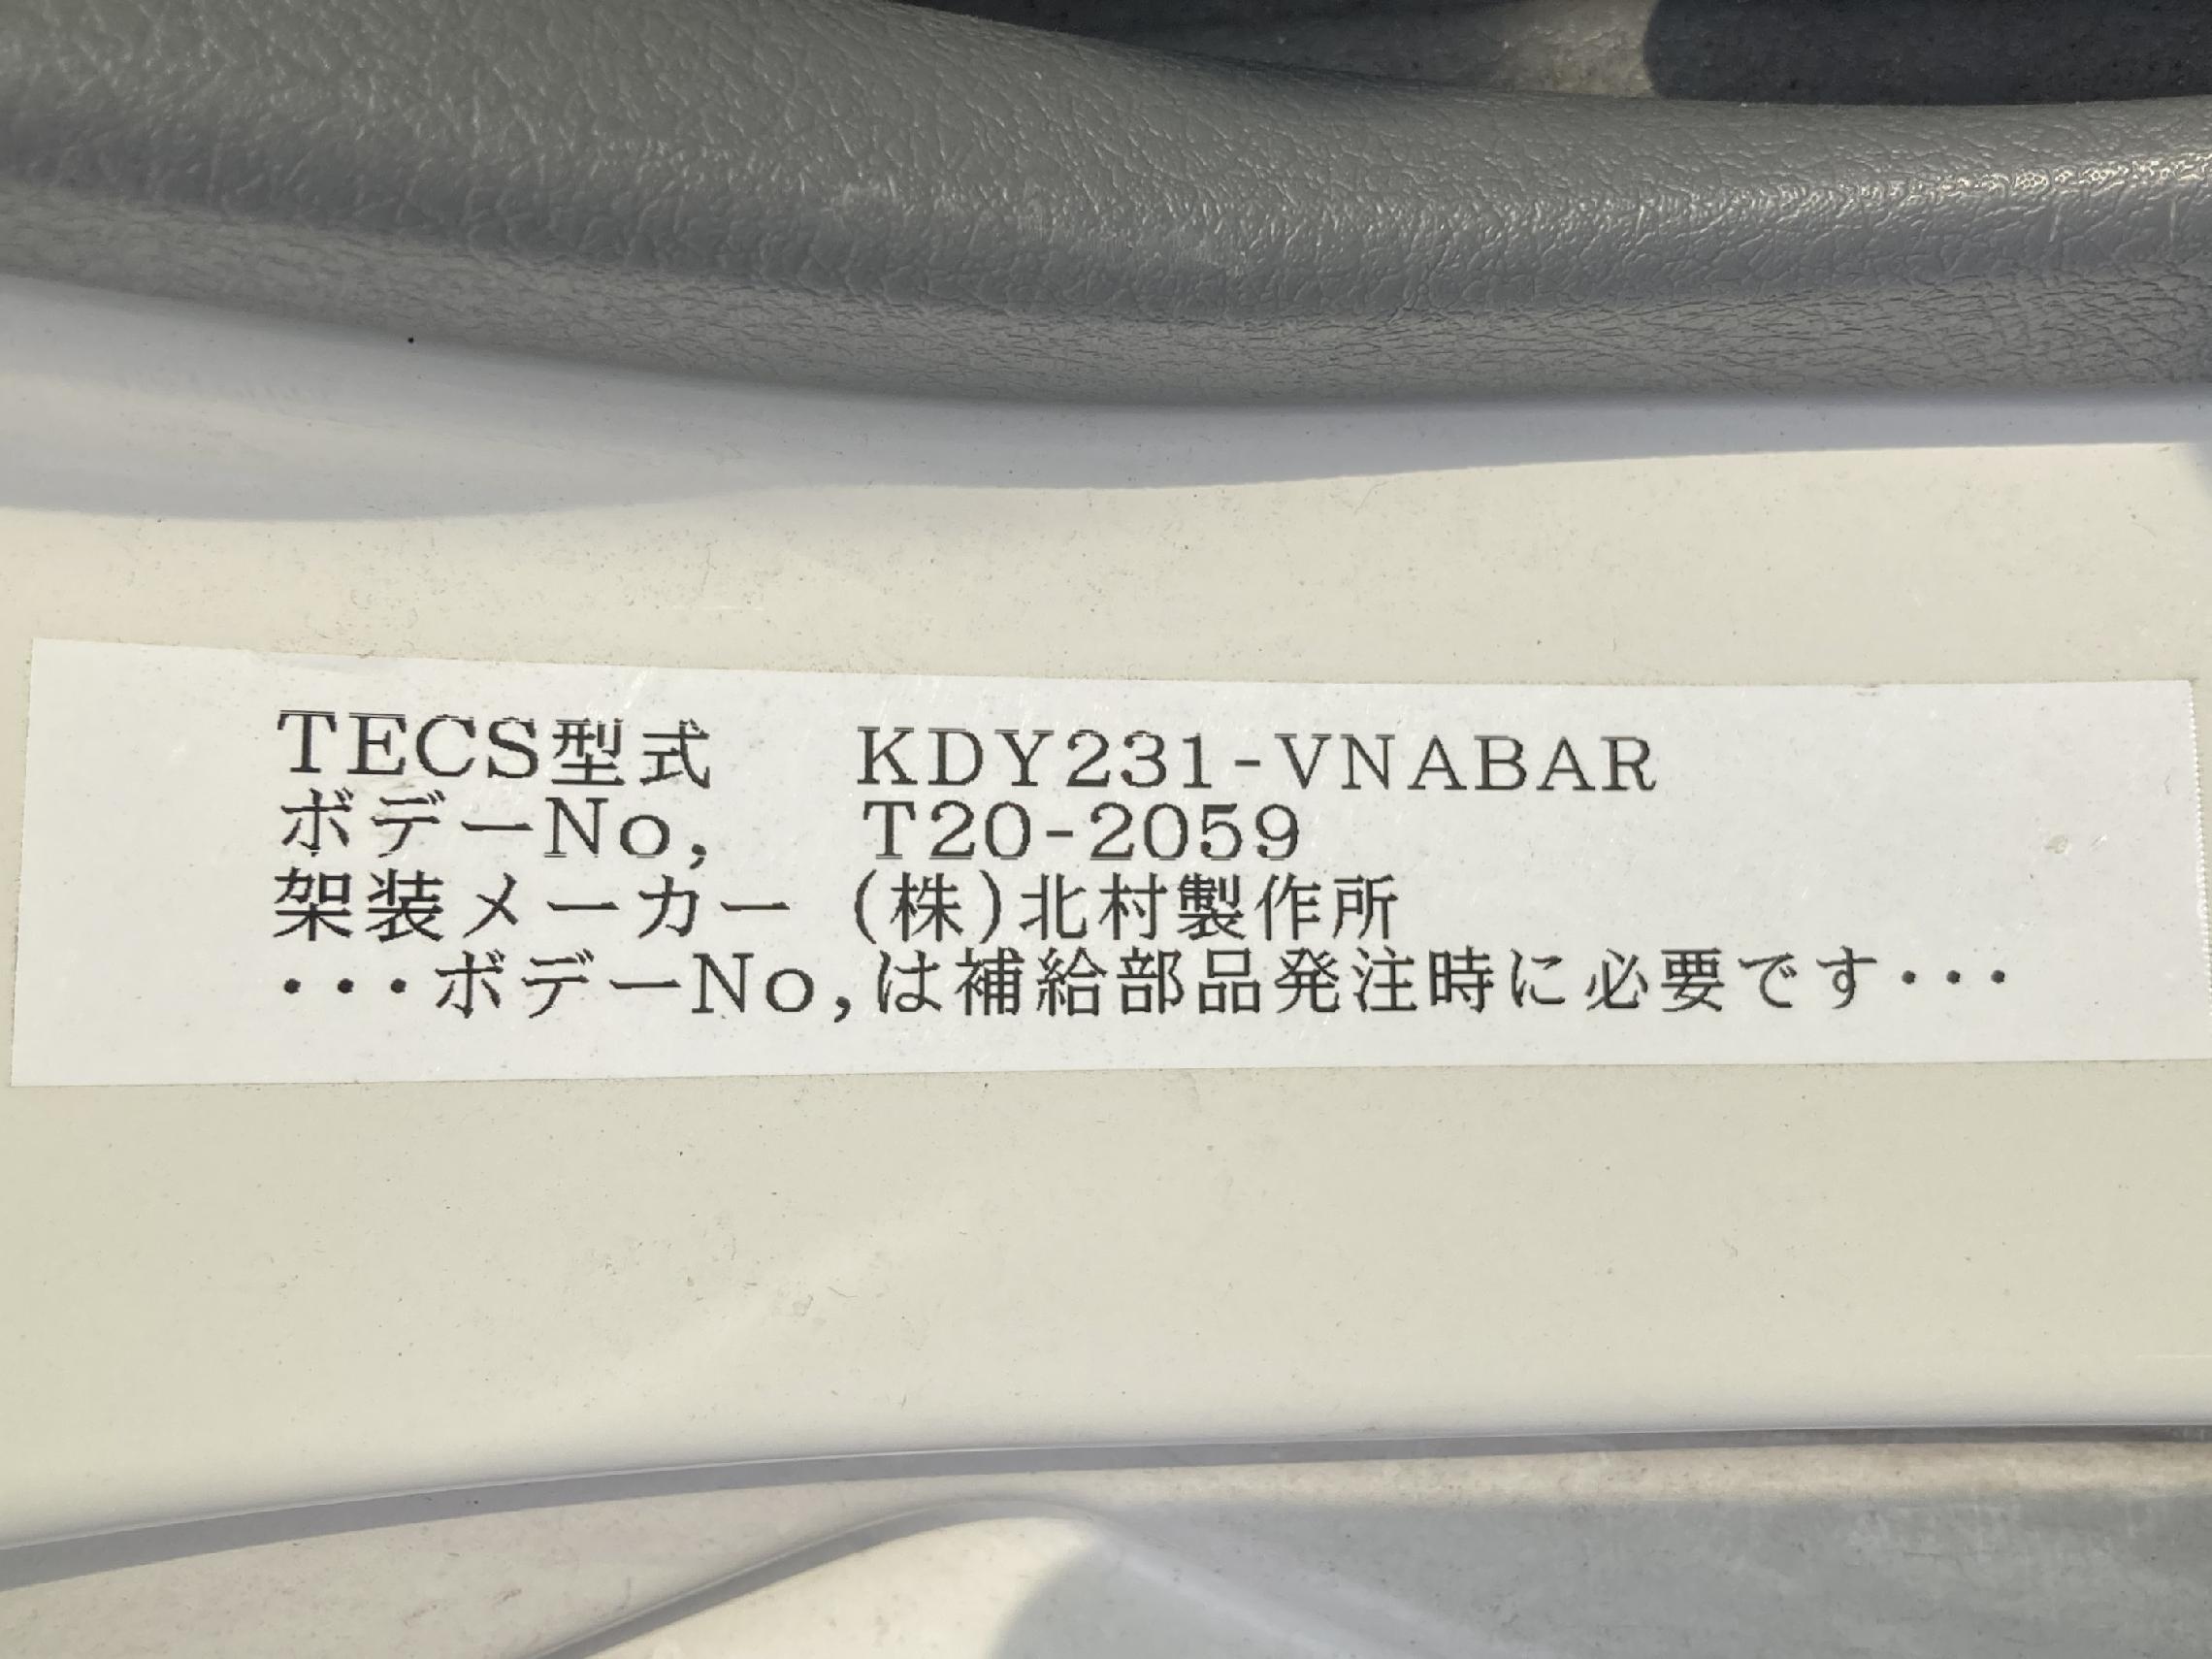 TECS型式 KDY231-VNABAR
ボデーNo, T20-2059
架装メーカー (株)北村製作所
・・・ボデーNo,は補給部品発注時に必要です・・・